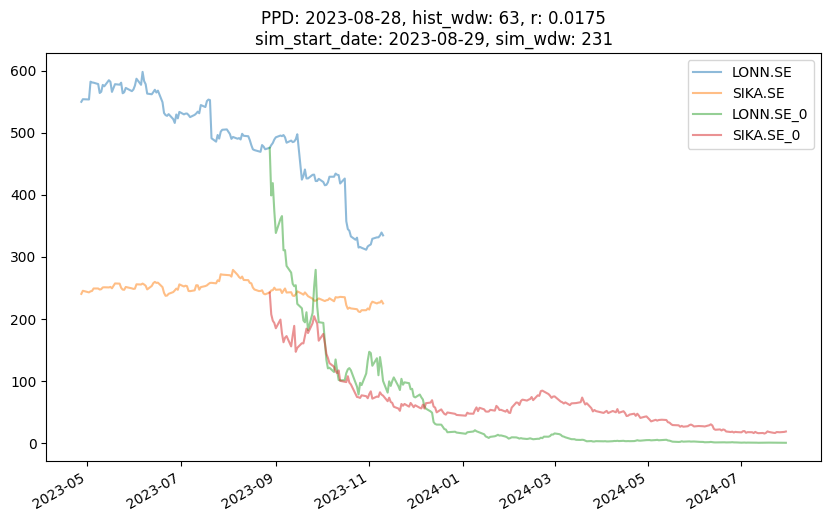 PPD: 2023-08-28, hist_wdw: 63, r: 0.0175
sim_start_date: 2023-08-29, sim_wdw: 231
LONN.SE
SIKA.SE
LONN.SE_0
SIKA.SE_0
600
500
400
300
200
100
0
2023-05
2023-07
2023-09
2023-11
2024-01
2024-03
2024-05
2024-07